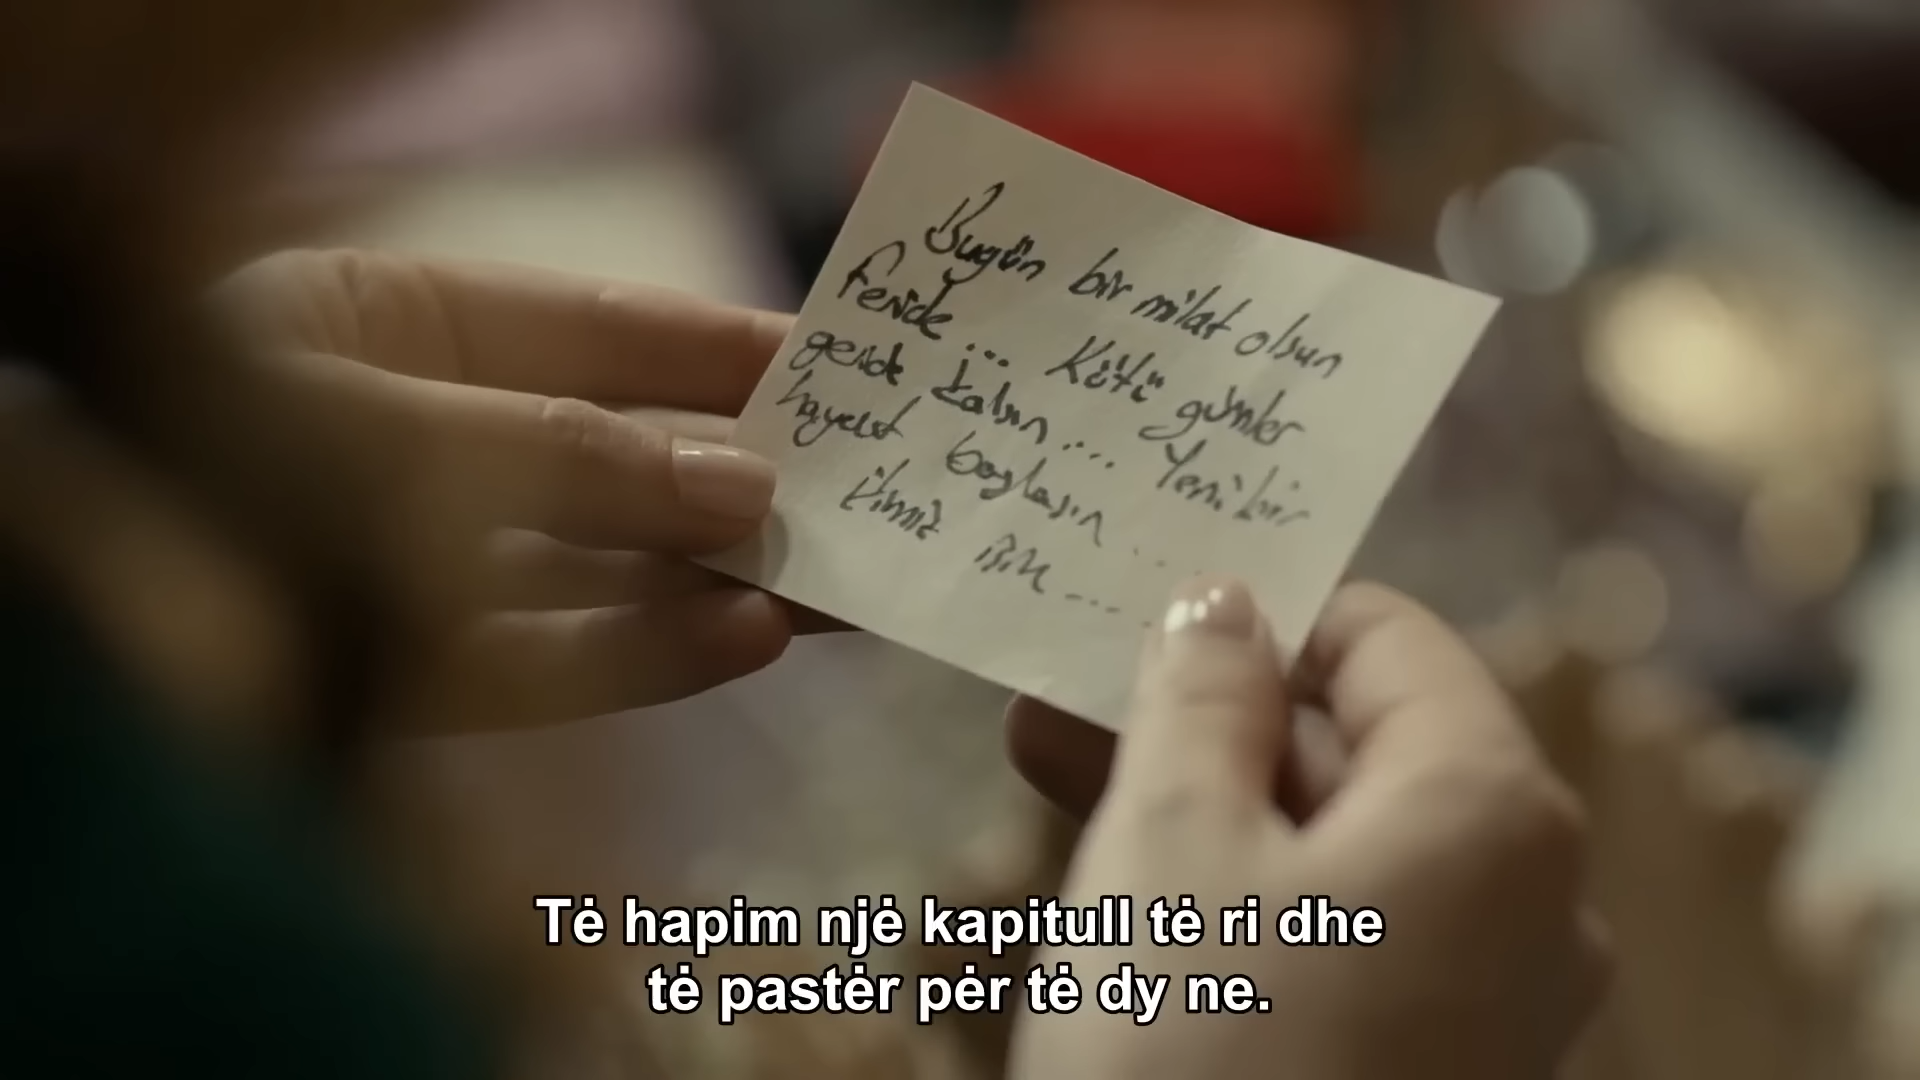 Bugün bir milat olsun
Feride... Kötü günler
geride kalsın.... Yeni bir
hayat başlasın...
Të hapim një kapitull të ri dhe
të pastër për të dy ne.